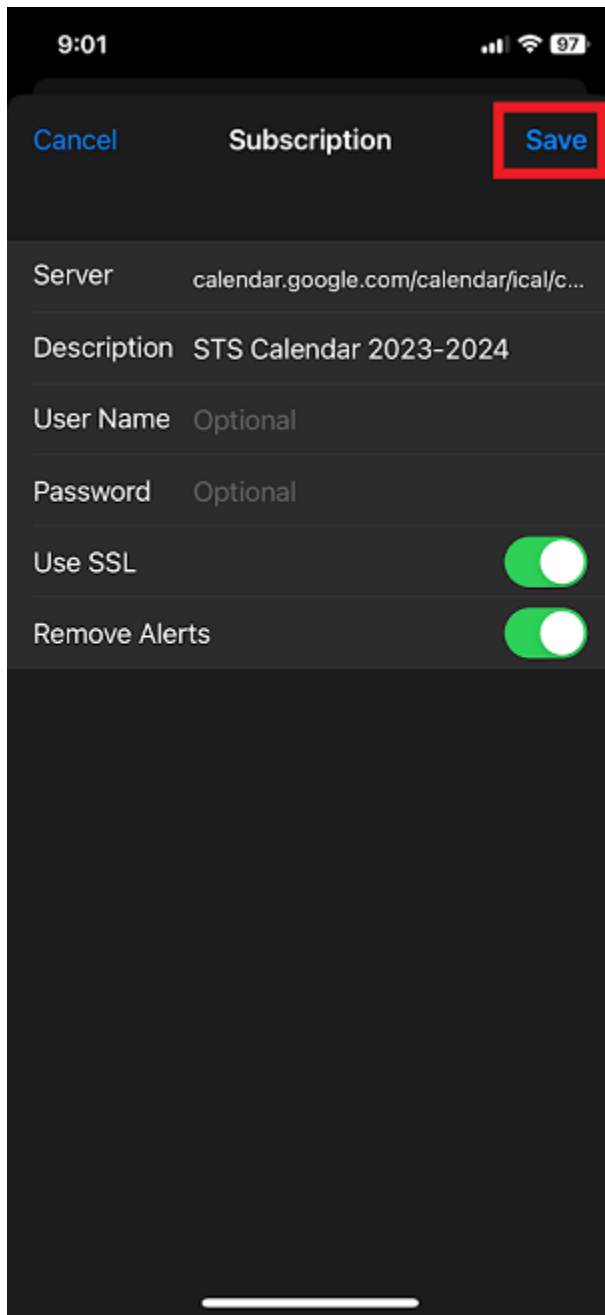 9:01 97
Cancel Subscription Save
Server calendar.google.com/calendar/ical/c...
Description STS Calendar 2023-2024
User Name Optional
Password Optional
Use SSL
Remove Alerts